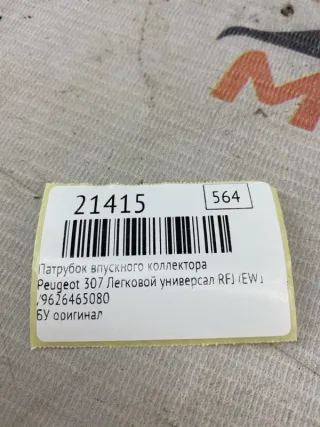 21415
564
Патрубок впускного коллектора
Peugeot 307 Легковой универсал RFJ (EW
/9626465080
БУ оригинал